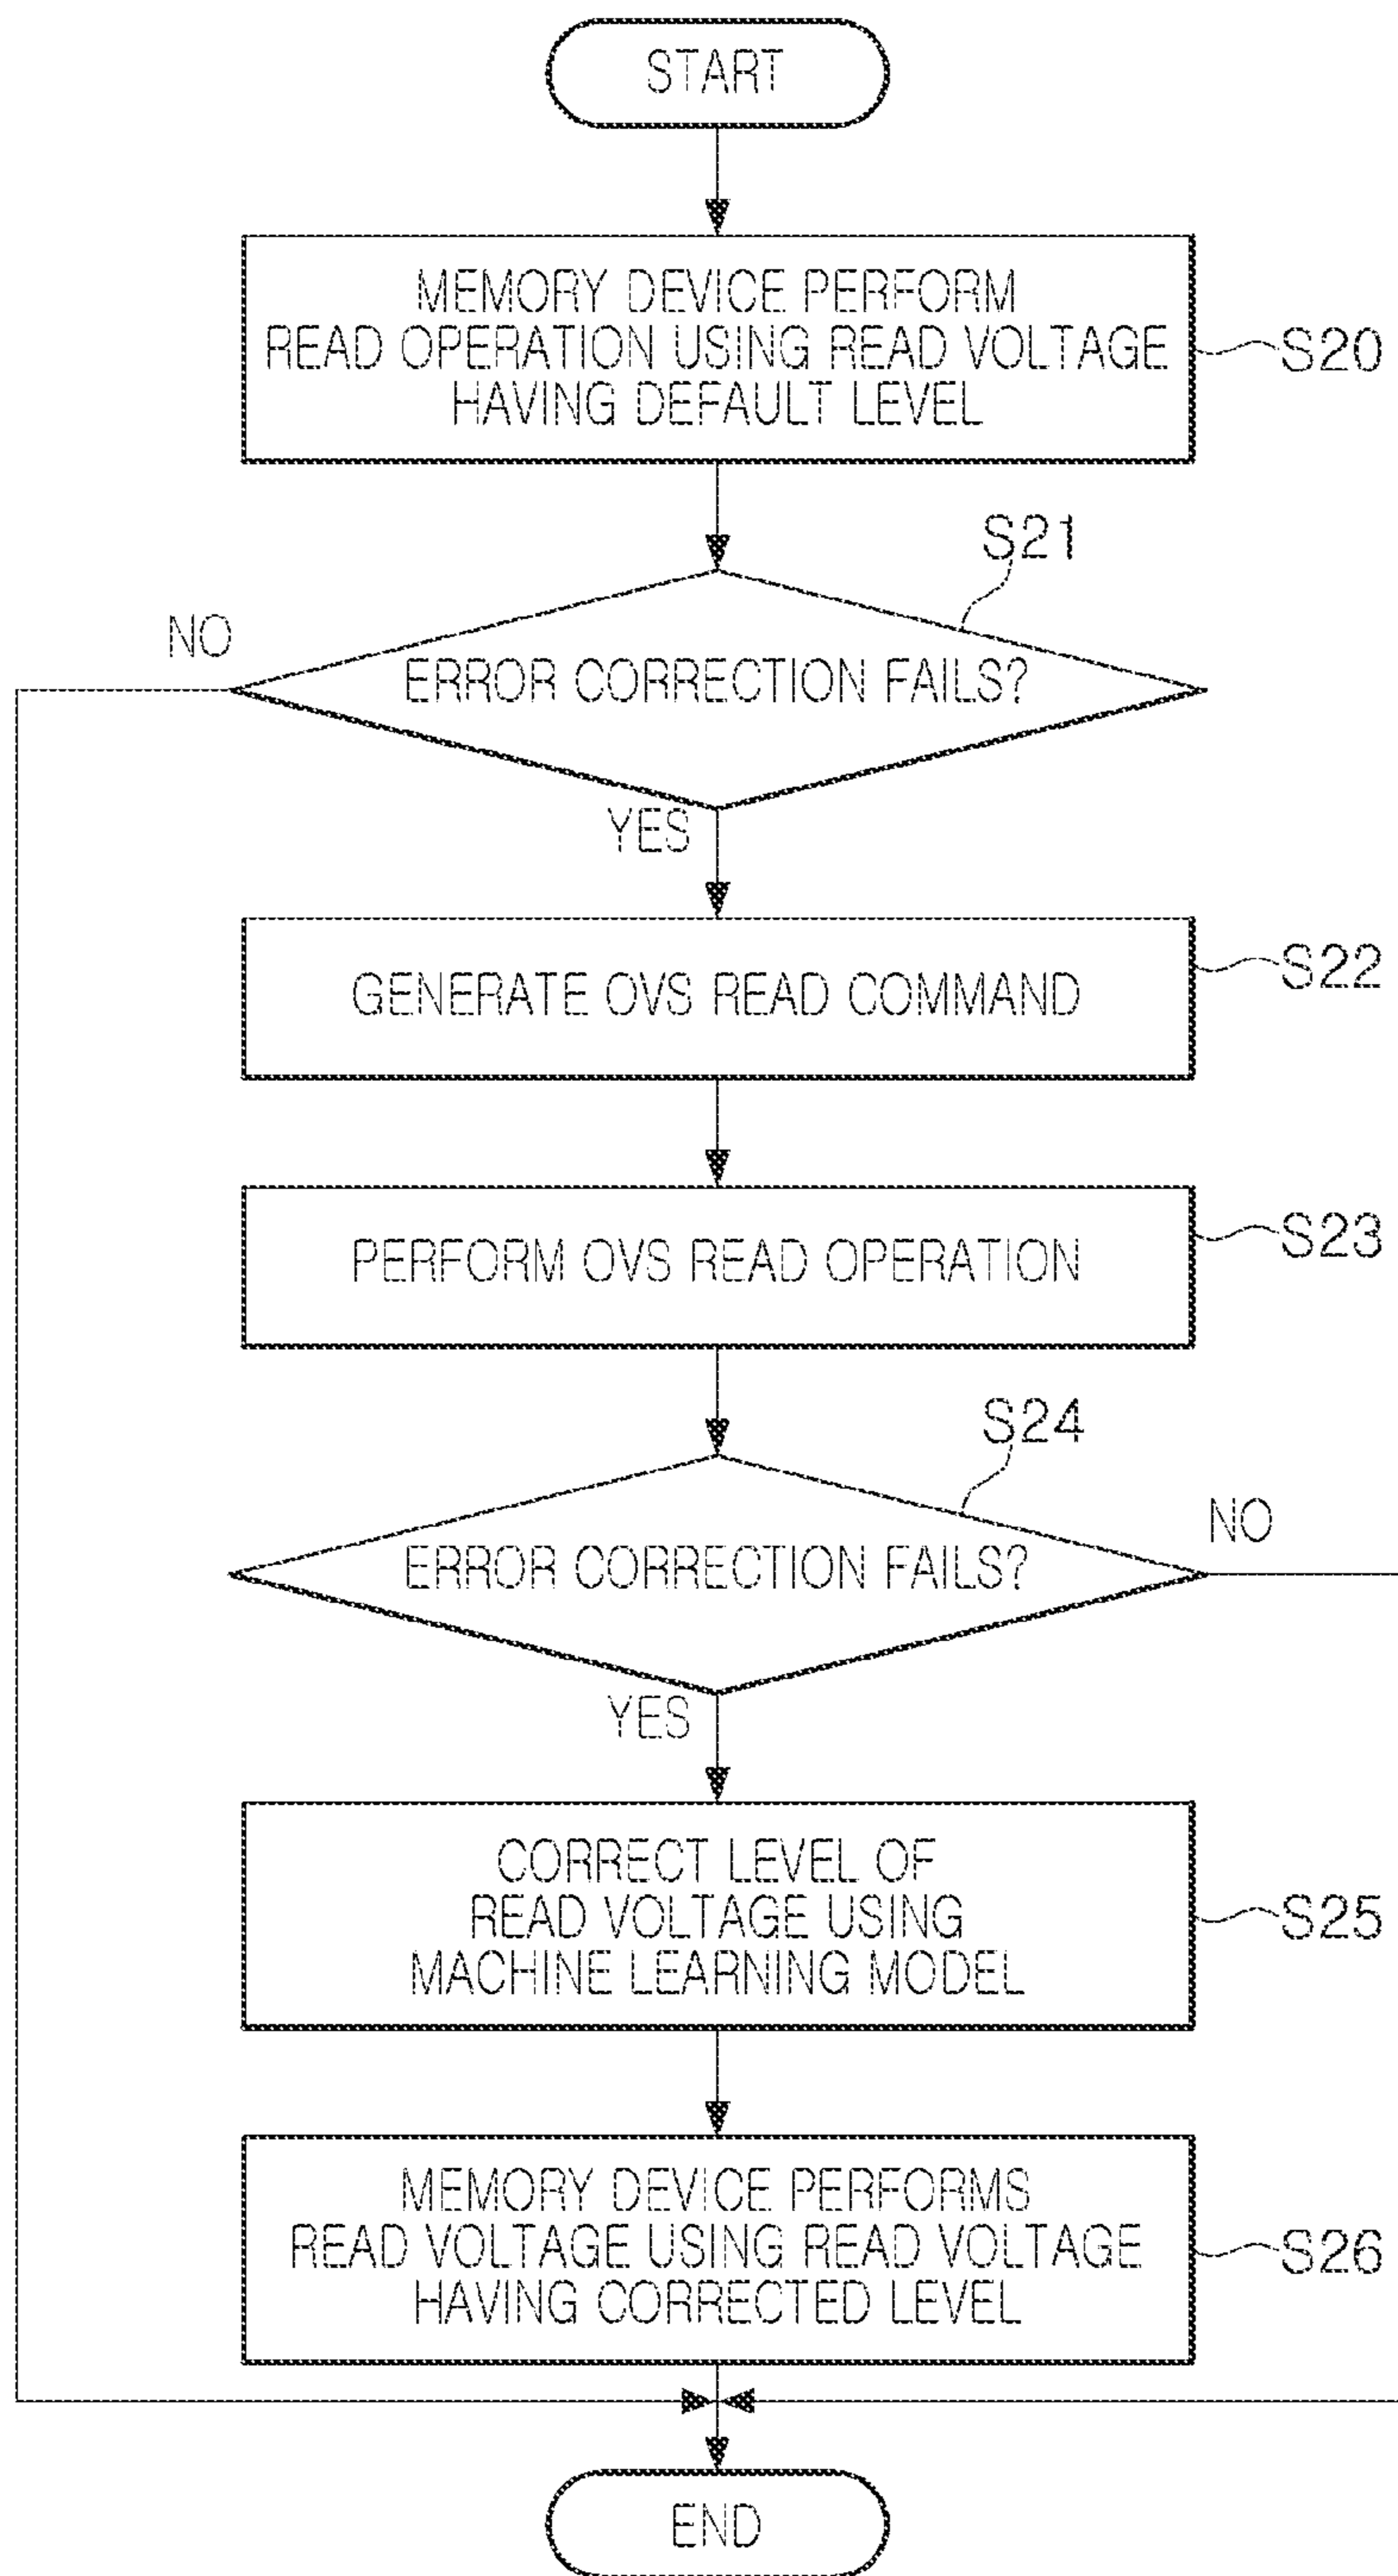 START
MEMORY DEVICE PERFORM
READ OPERATION USING READ VOLTAGE
HAVING DEFAULT LEVEL
S20
S21
NO
ERROR CORRECTION FAILS?
YES
GENERATE OVS READ COMMAND
S22
PERFORM OVS READ OPERATION
S23
S24
NO
ERROR CORRECTION FAILS?
YES
CORRECT LEVEL OF
READ VOLTAGE USING
MACHINE LEARNING MODEL
S25
MEMORY DEVICE PERFORMS
READ VOLTAGE USING READ VOLTAGE
HAVING CORRECTED LEVEL
S26
END